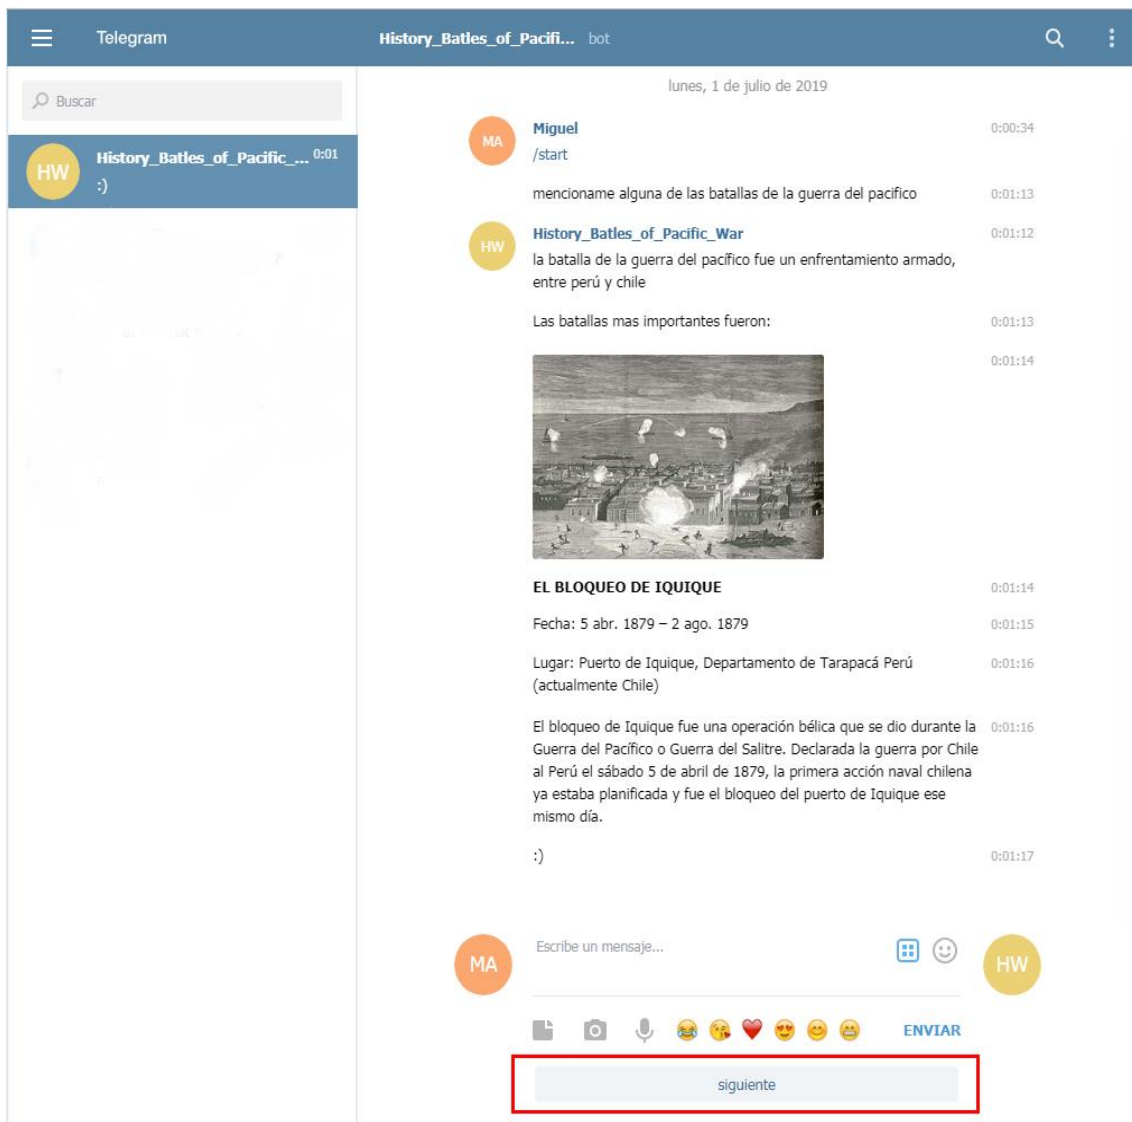 Telegram
History_Batles_of_Pacifi... bot
Buscar
HW
History_Batles_of_Pacific_... 0:01
:)
lunes, 1 de julio de 2019
MA
Miguel 0:00:34
/start
mencioname alguna de las batallas de la guerra del pacifico 0:01:13
HW
History_Batles_of_Pacific_War 0:01:12
la batalla de la guerra del pacífico fue un enfrentamiento armado,
entre perú y chile
Las batallas mas importantes fueron: 0:01:13
0:01:14
EL BLOQUEO DE IQUIQUE 0:01:14
Fecha: 5 abr. 1879 – 2 ago. 1879 0:01:15
Lugar: Puerto de Iquique, Departamento de Tarapacá Perú 0:01:16
(actualmente Chile)
El bloqueo de Iquique fue una operación bélica que se dio durante la 0:01:16
Guerra del Pacífico o Guerra del Salitre. Declarada la guerra por Chile
al Perú el sábado 5 de abril de 1879, la primera acción naval chilena
ya estaba planificada y fue el bloqueo del puerto de Iquique ese
mismo día.
:) 0:01:17
MA
Escribe un mensaje...
HW
ENVIAR
siguiente